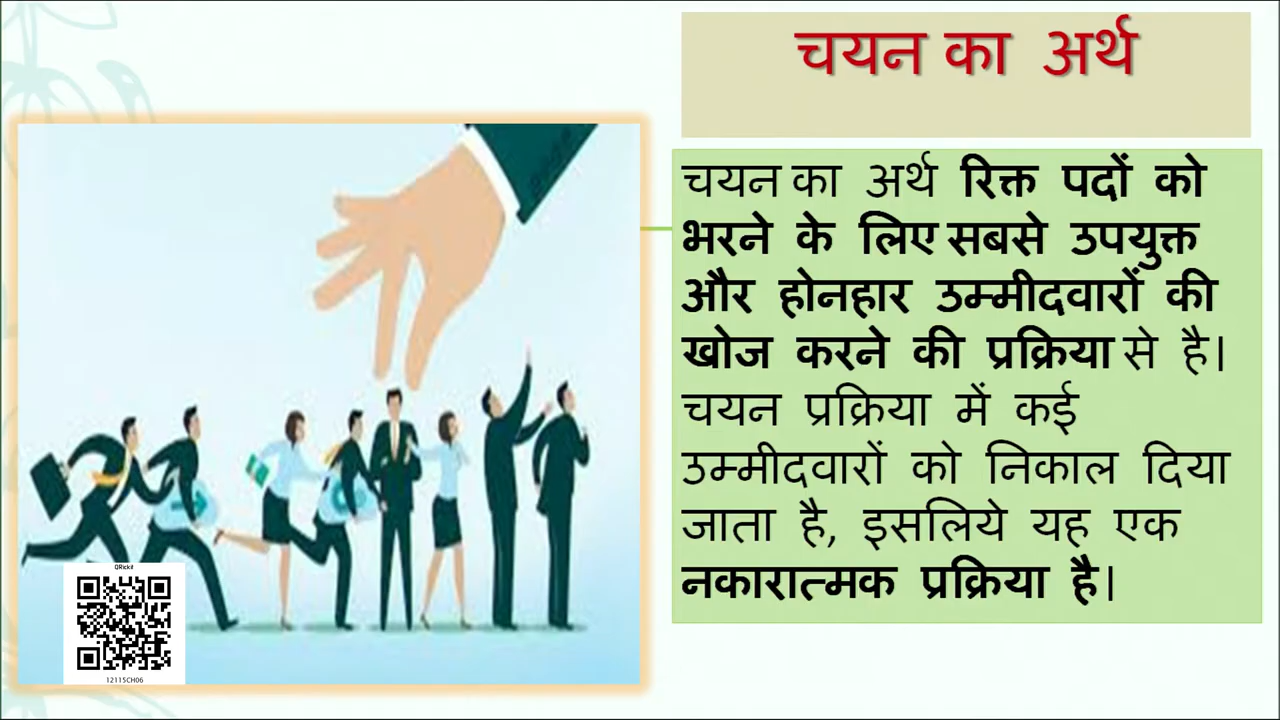 चयन का अर्थ
चयन का अर्थ रिक्त पदों को
भरने के लिए सबसे उपयुक्त
और होनहार उम्मीदवारों की
खोज करने की प्रक्रिया से है।
चयन प्रक्रिया में कई
उम्मीदवारों को निकाल दिया
जाता है, इसलिये यह एक
नकारात्मक प्रक्रिया है।
QRickit
12115CH06